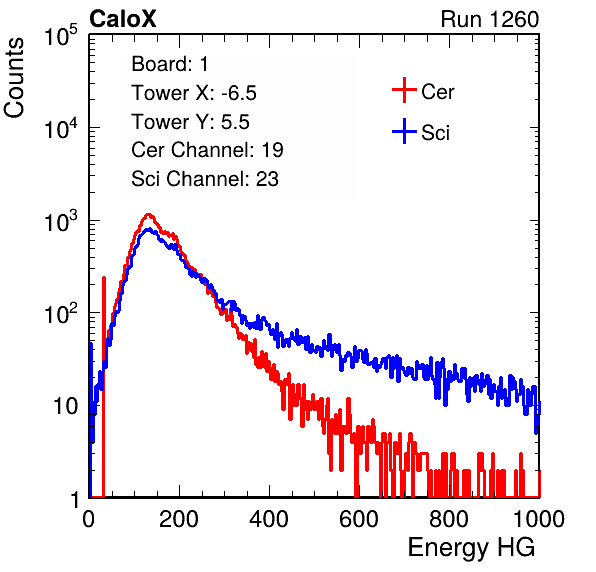 CaloX Run 1260
Counts
10^5
10^4
10^3
10^2
10
1
Board: 1
Tower X: -6.5
Tower Y: 5.5
Cer Channel: 19
Sci Channel: 23
Cer
Sci
0 200 400 600 800 1000
Energy HG